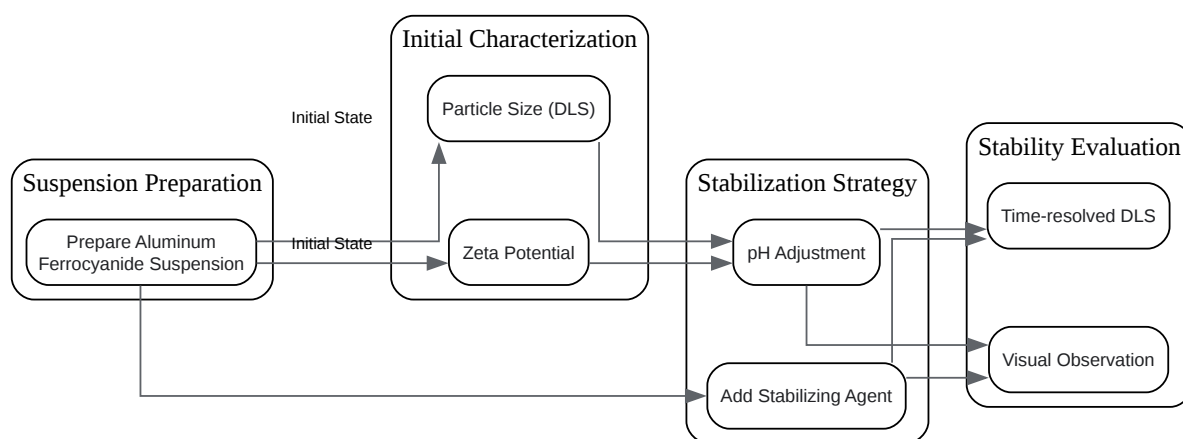 Suspension Preparation
Prepare Aluminum
Ferrocyanide Suspension
Initial State
Initial State
Initial Characterization
Particle Size (DLS)
Zeta Potential
Stabilization Strategy
pH Adjustment
Add Stabilizing Agent
Stability Evaluation
Time-resolved DLS
Visual Observation